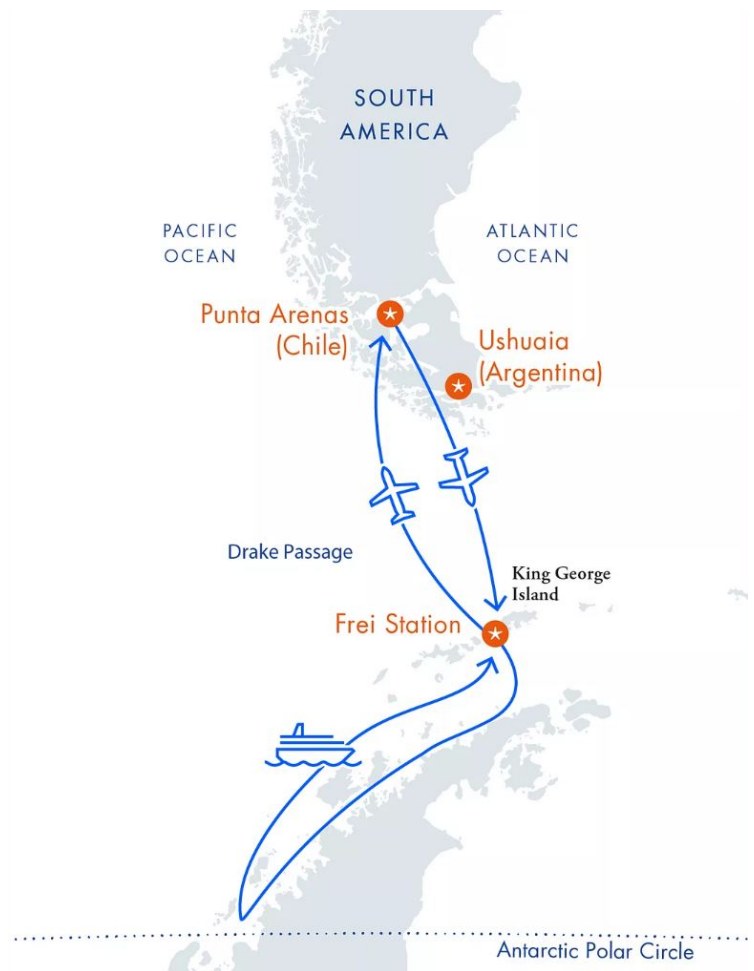 SOUTH
AMERICA
PACIFIC
OCEAN
ATLANTIC
OCEAN
Punta Arenas
(Chile)
Ushuaia
(Argentina)
Drake Passage
King George
Island
Frei Station
Antarctic Polar Circle